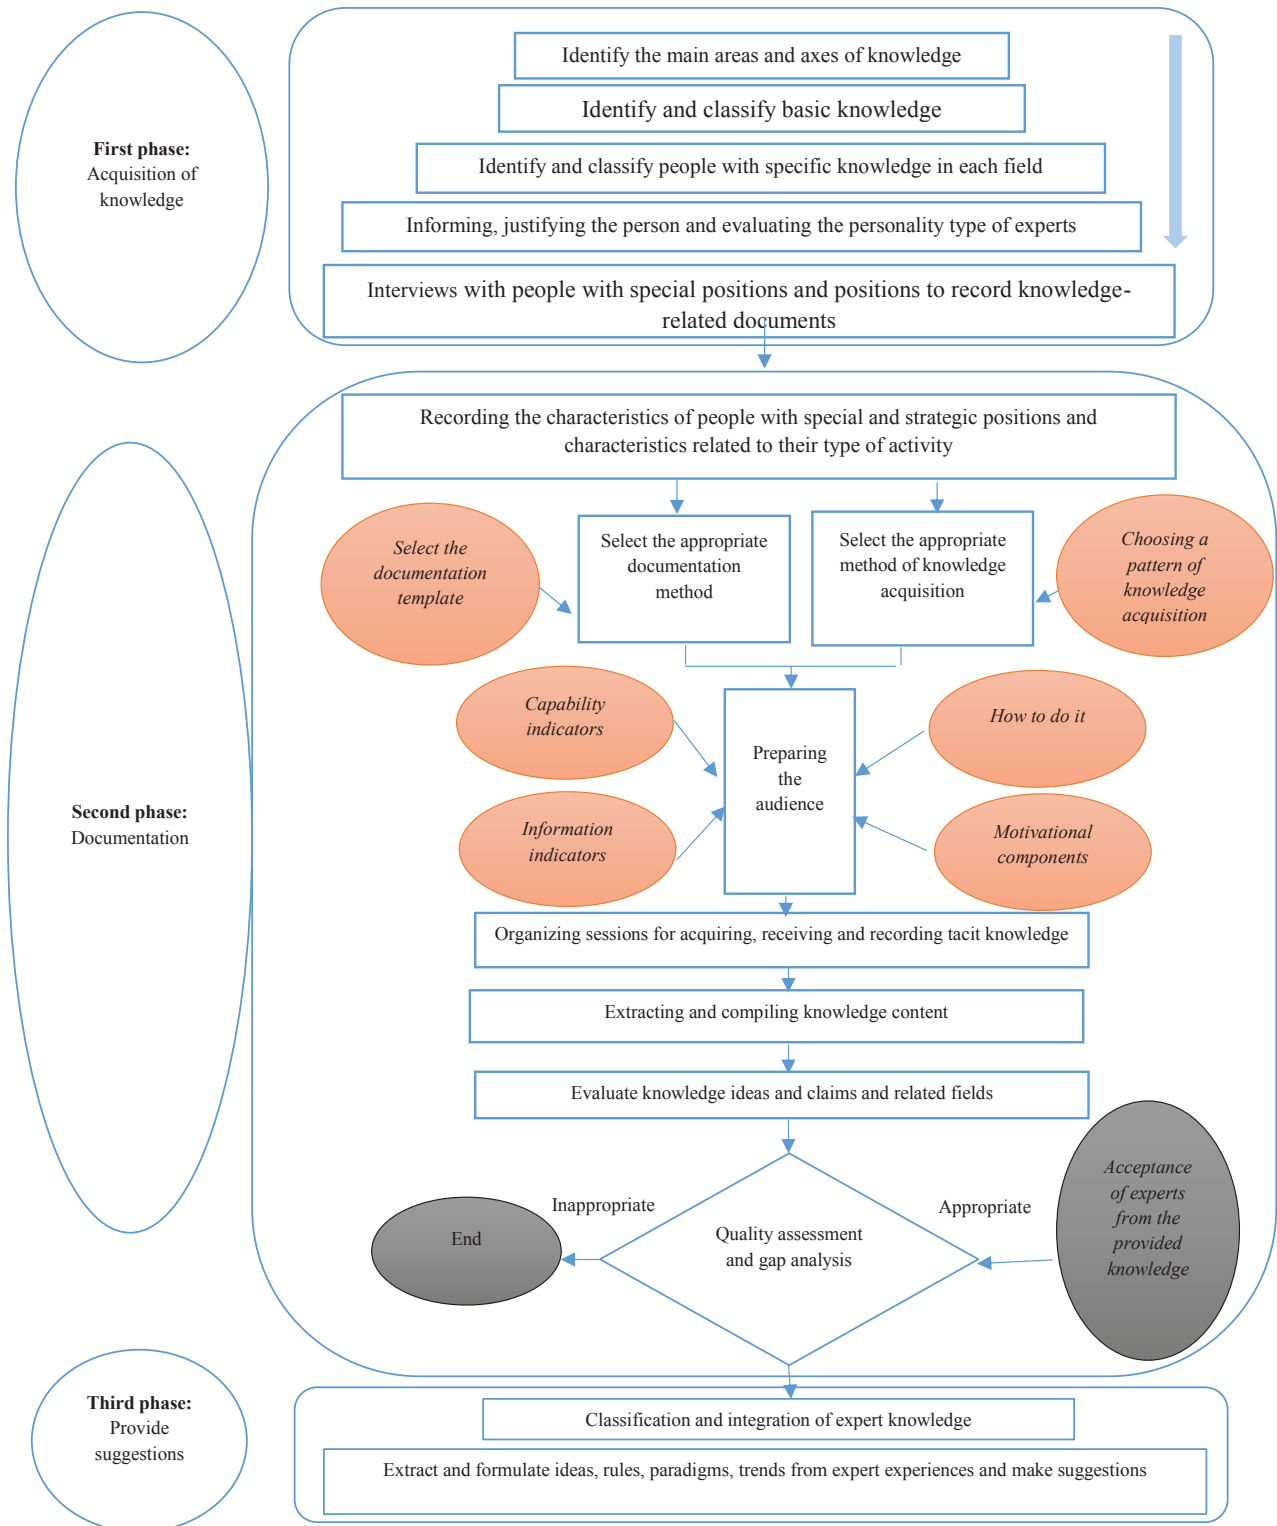 First phase:
Acquisition of
knowledge
Identify the main areas and axes of knowledge
Identify and classify basic knowledge
Identify and classify people with specific knowledge in each field
Informing, justifying the person and evaluating the personality type of experts
Interviews with people with special positions and positions to record knowledge-
related documents
Second phase:
Documentation
Recording the characteristics of people with special and strategic positions and
characteristics related to their type of activity
Select the
documentation
template
Select the appropriate
documentation
method
Select the appropriate
method of knowledge
acquisition
Choosing a
pattern of
knowledge
acquisition
Capability
indicators
How to do it
Preparing
the
audience
Information
indicators
Motivational
components
Organizing sessions for acquiring, receiving and recording tacit knowledge
Extracting and compiling knowledge content
Evaluate knowledge ideas and claims and related fields
Inappropriate
Appropriate
End
Quality assessment
and gap analysis
Acceptance
of experts
from the
provided
knowledge
Third phase:
Provide
suggestions
Classification and integration of expert knowledge
Extract and formulate ideas, rules, paradigms, trends from expert experiences and make suggestions